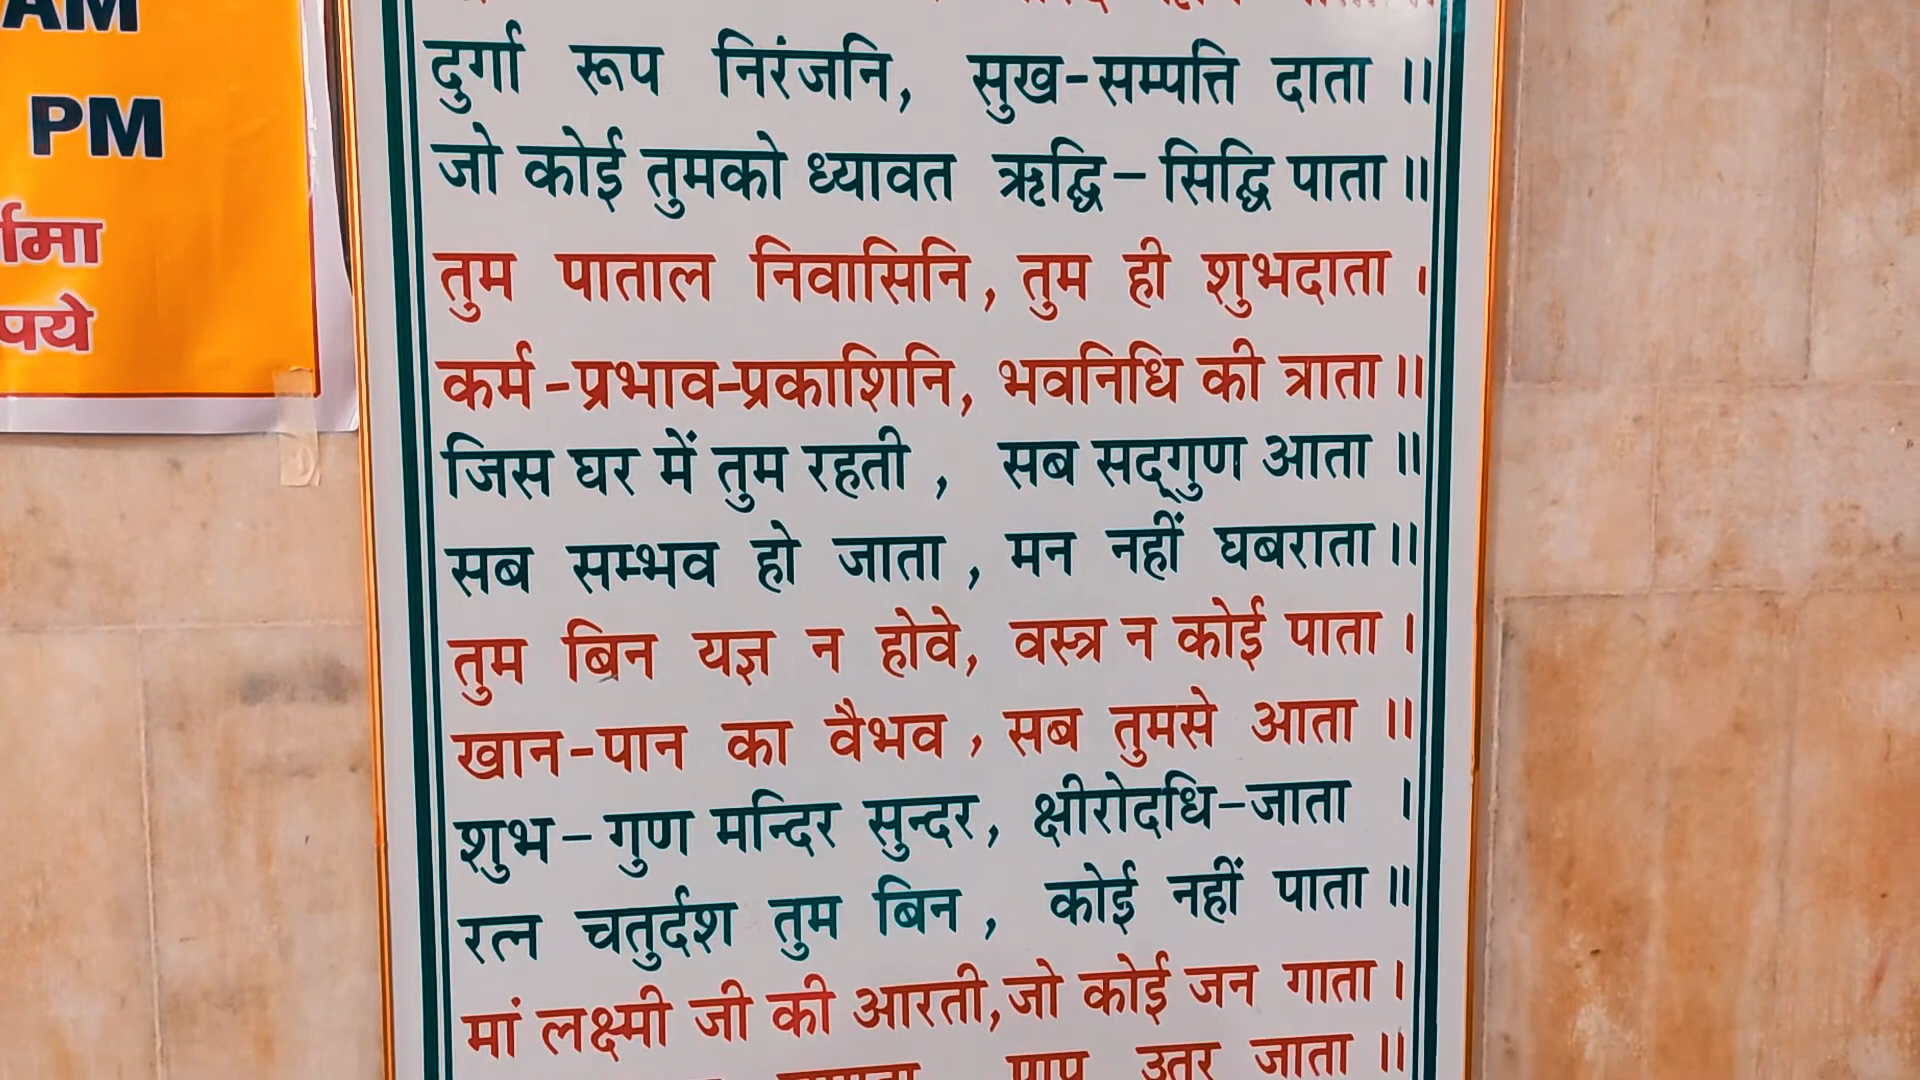 AM
PM
पये
दुर्गा रूप निरंजनि, सुख-सम्पत्ति दाता ॥
जो कोई तुमको ध्यावत ऋद्धि-सिद्धि पाता ॥
तुम पाताल निवासिनि, तुम ही शुभदाता ।
कर्म-प्रभाव-प्रकाशिनि, भवनिधि की त्राता ॥
जिस घर में तुम रहती, सब सद्‌गुण आता ॥
सब सम्भव हो जाता, मन नहीं घबराता ॥
तुम बिन यज्ञ न होवे, वस्त्र न कोई पाता ।
खान-पान का वैभव, सब तुमसे आता ॥
शुभ-गुण मन्दिर सुन्दर, क्षीरोदधि-जाता ।
रत्न चतुर्दश तुम बिन, कोई नहीं पाता ॥
मां लक्ष्मी जी की आरती, जो कोई जन गाता ।
पाप उतर जाता ॥